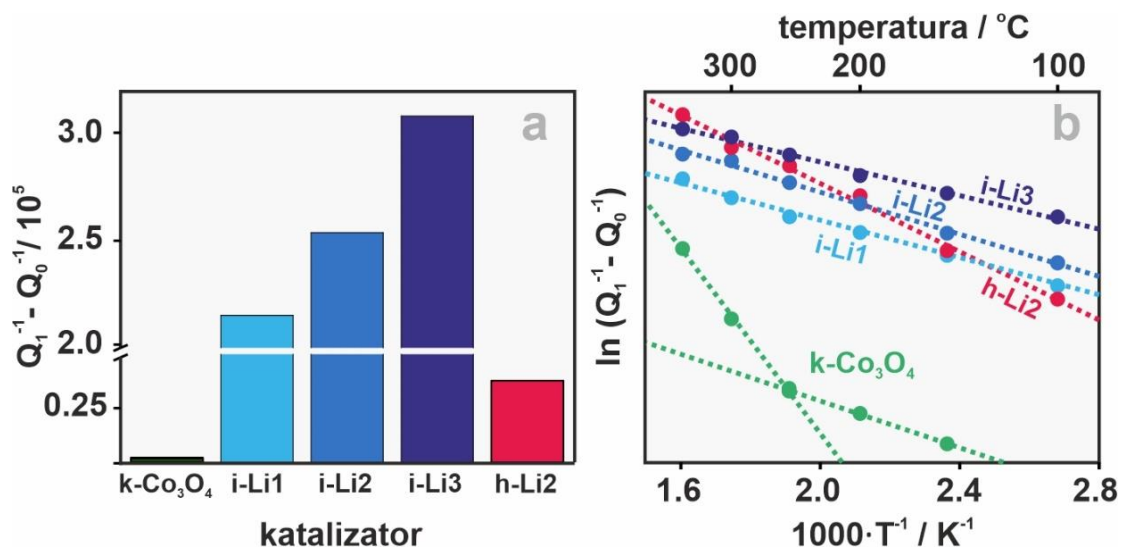 a
3.0
2.5
2.0
0.25
Q₁⁻¹ - Q₀⁻¹/ 10⁵
k-Co₃O₄ i-Li1 i-Li2 i-Li3 h-Li2
katalizator
temperatura / °C
300 200 100
b
i-Li3
i-Li2
i-Li1
h-Li2
k-Co₃O₄
ln (Q₁⁻¹ - Q₀⁻¹)
1.6 2.0 2.4 2.8
1000·T⁻¹ / K⁻¹